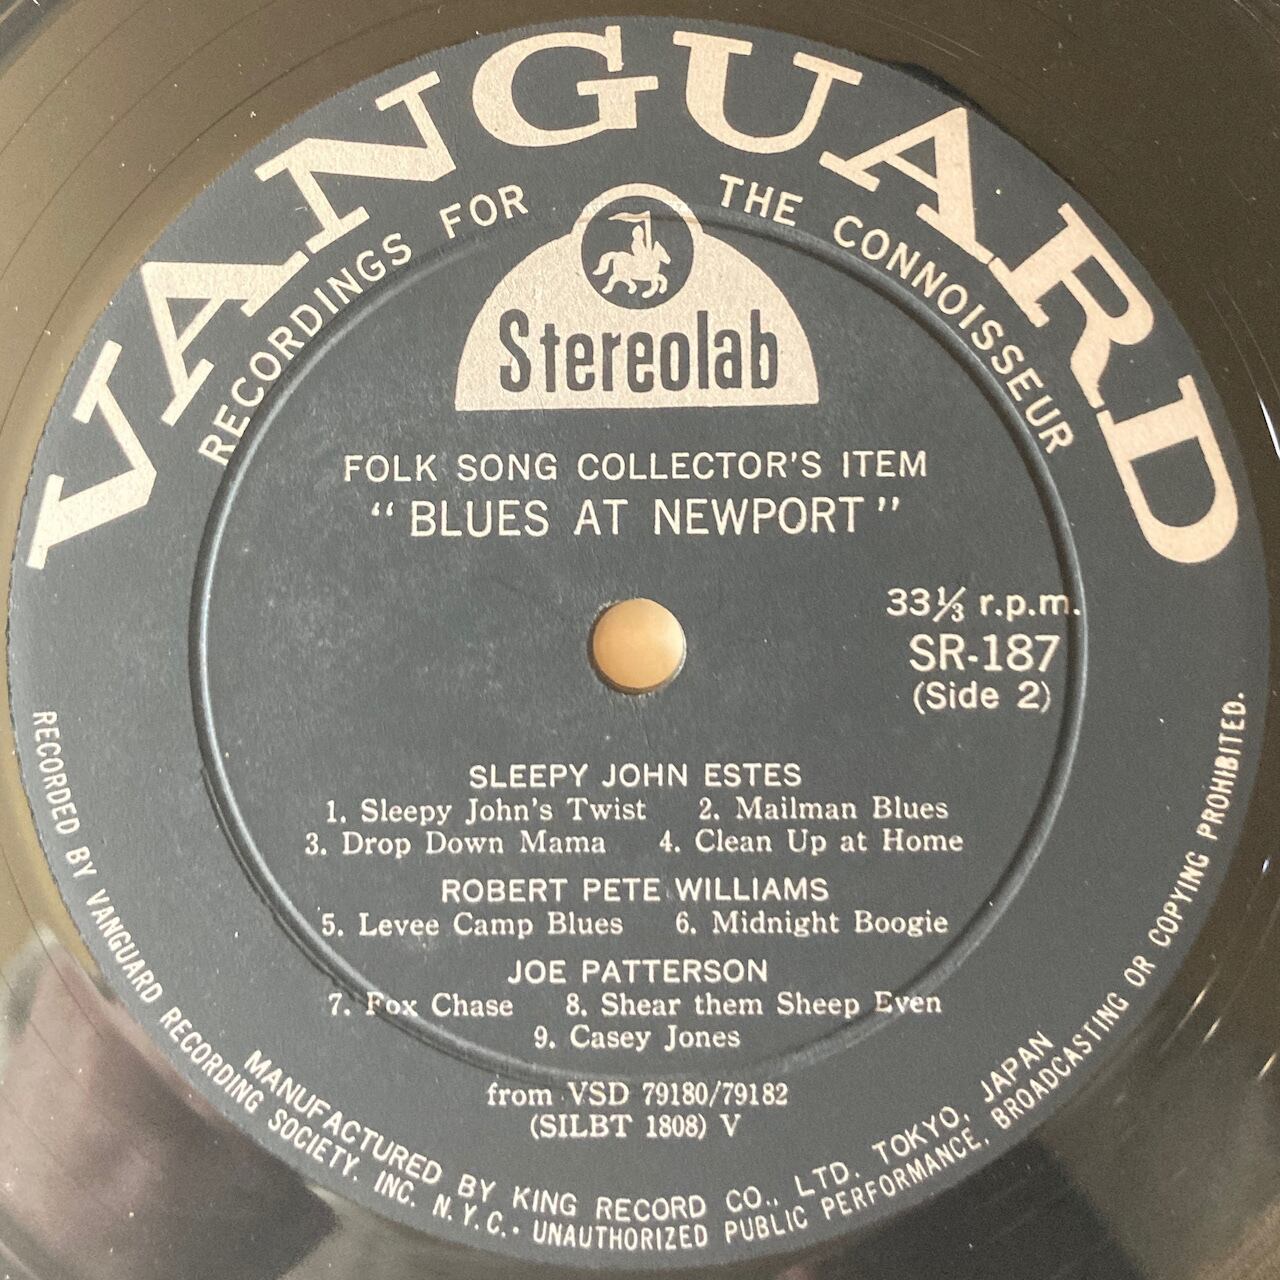 VANGUARD
RECORDINGS FOR THE CONNOISSEUR
Stereolab
FOLK SONG COLLECTOR'S ITEM
“BLUES AT NEWPORT”
33⅓ r.p.m.
SR-187
(Side 2)
SLEEPY JOHN ESTES
1. Sleepy John's Twist 2. Mailman Blues
3. Drop Down Mama 4. Clean Up at Home
ROBERT PETE WILLIAMS
5. Levee Camp Blues 6. Midnight Boogie
JOE PATTERSON
7. Fox Chase 8. Shear them Sheep Even
9. Casey Jones
from VSD 79180/79182
(SILBT 1808) V
MANUFACTURED BY KING RECORD CO., LTD. TOKYO, JAPAN
RECORDED BY VANGUARD RECORDING SOCIETY, INC. N.Y.C. • UNAUTHORIZED PUBLIC PERFORMANCE, BROADCASTING OR COPYING PROHIBITED.